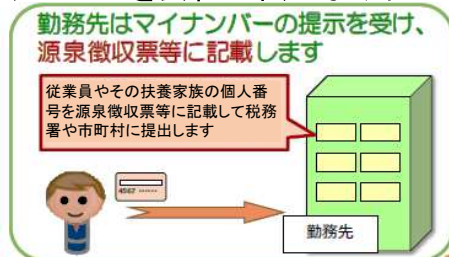 勤務先はマイナンバーの提示を受け、
源泉徴収票等に記載します
従業員やその扶養家族の個人番
号を源泉徴収票等に記載して税務
署や市町村に提出します
4567
勤務先